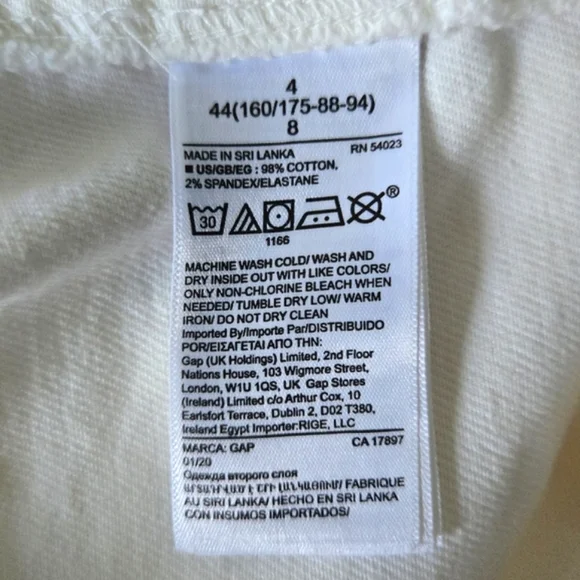 4
44(160/175-88-94)
8
MADE IN SRI LANKA RN 54023
US/GB/EG : 98% COTTON,
2% SPANDEX/ELASTANE
30 ®
1166
MACHINE WASH COLD/ WASH AND
DRY INSIDE OUT WITH LIKE COLORS/
ONLY NON-CHLORINE BLEACH WHEN
NEEDED/ TUMBLE DRY LOW/ WARM
IRON/ DO NOT DRY CLEAN
Imported By/Importe Par/DISTRIBUIDO
POR/ΕΙΣΑΓΕΤΑΙ ΑΠΟ ΤΗΝ:
Gap (UK Holdings) Limited, 2nd Floor
Nations House, 103 Wigmore Street,
London, W1U 1QS, UK Gap Stores
(Ireland) Limited c/o Arthur Cox, 10
Earlsfort Terrace, Dublin 2, D02 T380,
Ireland Egypt Importer:RIGE, LLC
MARCA: GAP CA 17897
01/20
Одежда второго слоя
FABRIQUE
AU SIRI LANKA/ HECHO EN SRI LANKA
CON INSUMOS IMPORTADOS/